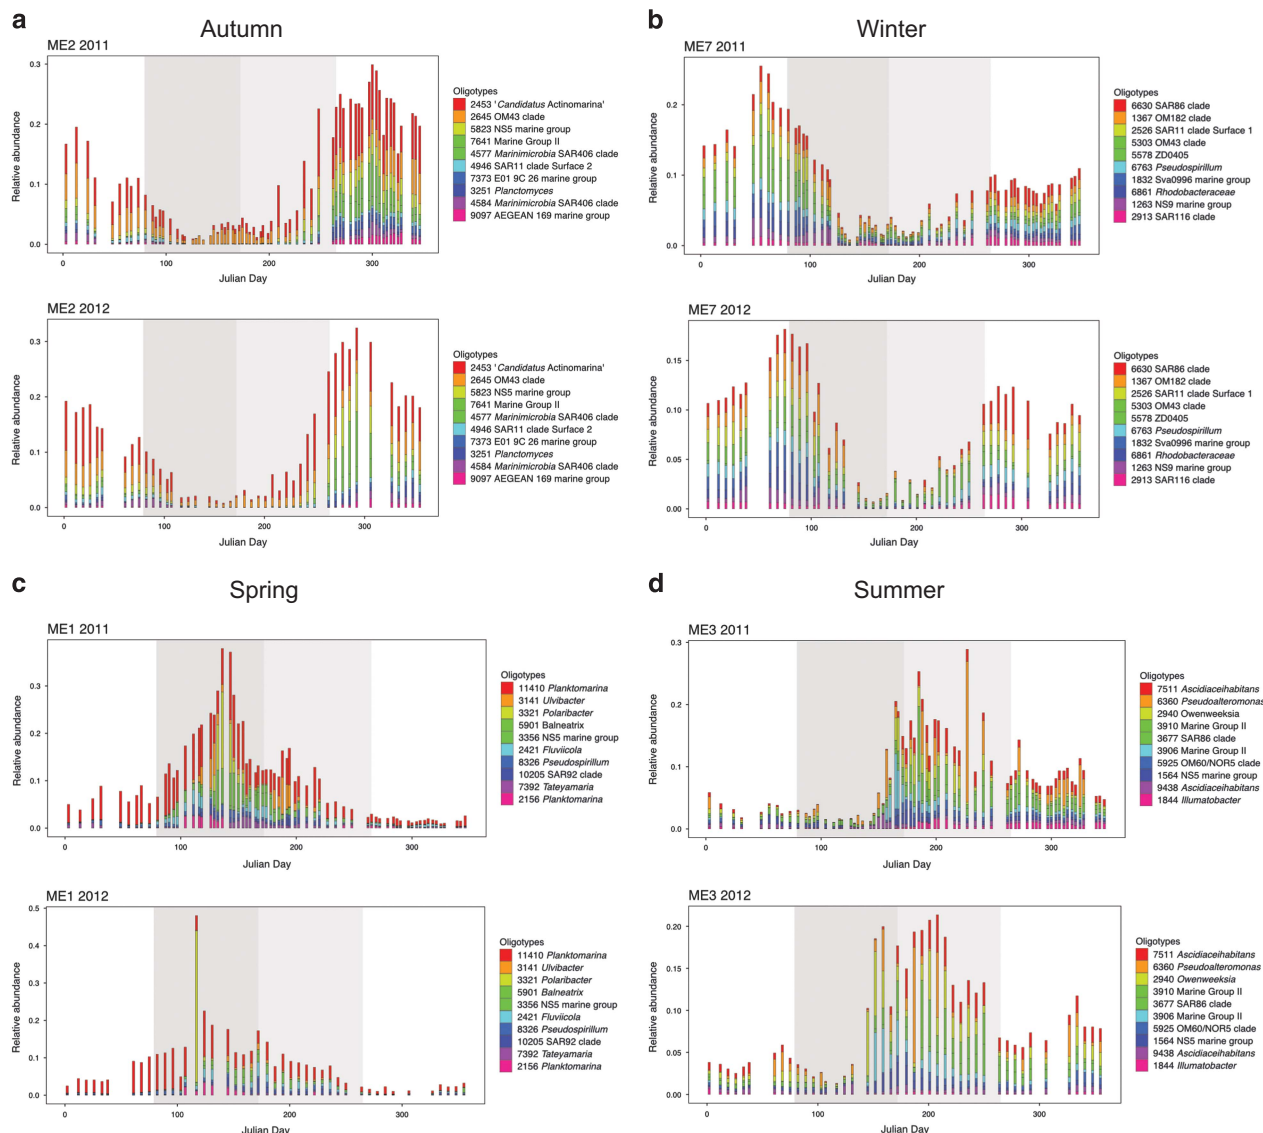 a
Autumn
ME2 2011
0.3
0.2
0.1
0.0
Relative abundance
0
100
200
300
Julian Day
Oligotypes
2453 'Candidatus Actinomarina'
2645 OM43 clade
5823 NS5 marine group
7641 Marine Group II
4577 Marinimicrobia SAR406 clade
4946 SAR11 clade Surface 2
7373 E01 9C 26 marine group
3251 Planctomyces
4584 Marinimicrobia SAR406 clade
9097 AEGEAN 169 marine group
ME2 2012
0.3
0.2
0.1
0.0
Relative abundance
0
100
200
300
Julian Day
Oligotypes
2453 'Candidatus Actinomarina'
2645 OM43 clade
5823 NS5 marine group
7641 Marine Group II
4577 Marinimicrobia SAR406 clade
4946 SAR11 clade Surface 2
7373 E01 9C 26 marine group
3251 Planctomyces
4584 Marinimicrobia SAR406 clade
9097 AEGEAN 169 marine group
b
Winter
ME7 2011
0.2
0.1
0.0
Relative abundance
0
100
200
300
Julian Day
Oligotypes
6630 SAR86 clade
1367 OM182 clade
2526 SAR11 clade Surface 1
5303 OM43 clade
5578 ZD0405
6763 Pseudospirillum
1832 Sva0996 marine group
6861 Rhodobacteraceae
1263 NS9 marine group
2913 SAR116 clade
ME7 2012
0.15
0.10
0.05
0.00
Relative abundance
0
100
200
300
Julian Day
Oligotypes
6630 SAR86 clade
1367 OM182 clade
2526 SAR11 clade Surface 1
5303 OM43 clade
5578 ZD0405
6763 Pseudospirillum
1832 Sva0996 marine group
6861 Rhodobacteraceae
1263 NS9 marine group
2913 SAR116 clade
c
Spring
ME1 2011
0.3
0.2
0.1
0.0
Relative abundance
0
100
200
300
Julian Day
Oligotypes
11410 Planktomarina
3141 Ulvibacter
3321 Polaribacter
5901 Balneatrix
3356 NS5 marine group
2421 Fluviicola
8326 Pseudospirillum
10205 SAR92 clade
7392 Tateyamaria
2156 Planktomarina
ME1 2012
0.5
0.4
0.3
0.2
0.1
0.0
Relative abundance
0
100
200
300
Julian Day
Oligotypes
11410 Planktomarina
3141 Ulvibacter
3321 Polaribacter
5901 Balneatrix
3356 NS5 marine group
2421 Fluviicola
8326 Pseudospirillum
10205 SAR92 clade
7392 Tateyamaria
2156 Planktomarina
d
Summer
ME3 2011
0.3
0.2
0.1
0.0
Relative abundance
0
100
200
300
Julian Day
Oligotypes
7511 Ascidiaceihabitans
6360 Pseudoalteromonas
2940 Owenweeksia
3910 Marine Group II
3677 SAR86 clade
3906 Marine Group II
5925 OM60/NOR5 clade
1564 NS5 marine group
9438 Ascidiaceihabitans
1844 Illumatobacter
ME3 2012
0.20
0.15
0.10
0.05
0.00
Relative abundance
0
100
200
300
Julian Day
Oligotypes
7511 Ascidiaceihabitans
6360 Pseudoalteromonas
2940 Owenweeksia
3910 Marine Group II
3677 SAR86 clade
3906 Marine Group II
5925 OM60/NOR5 clade
1564 NS5 marine group
9438 Ascidiaceihabitans
1844 Illumatobacter